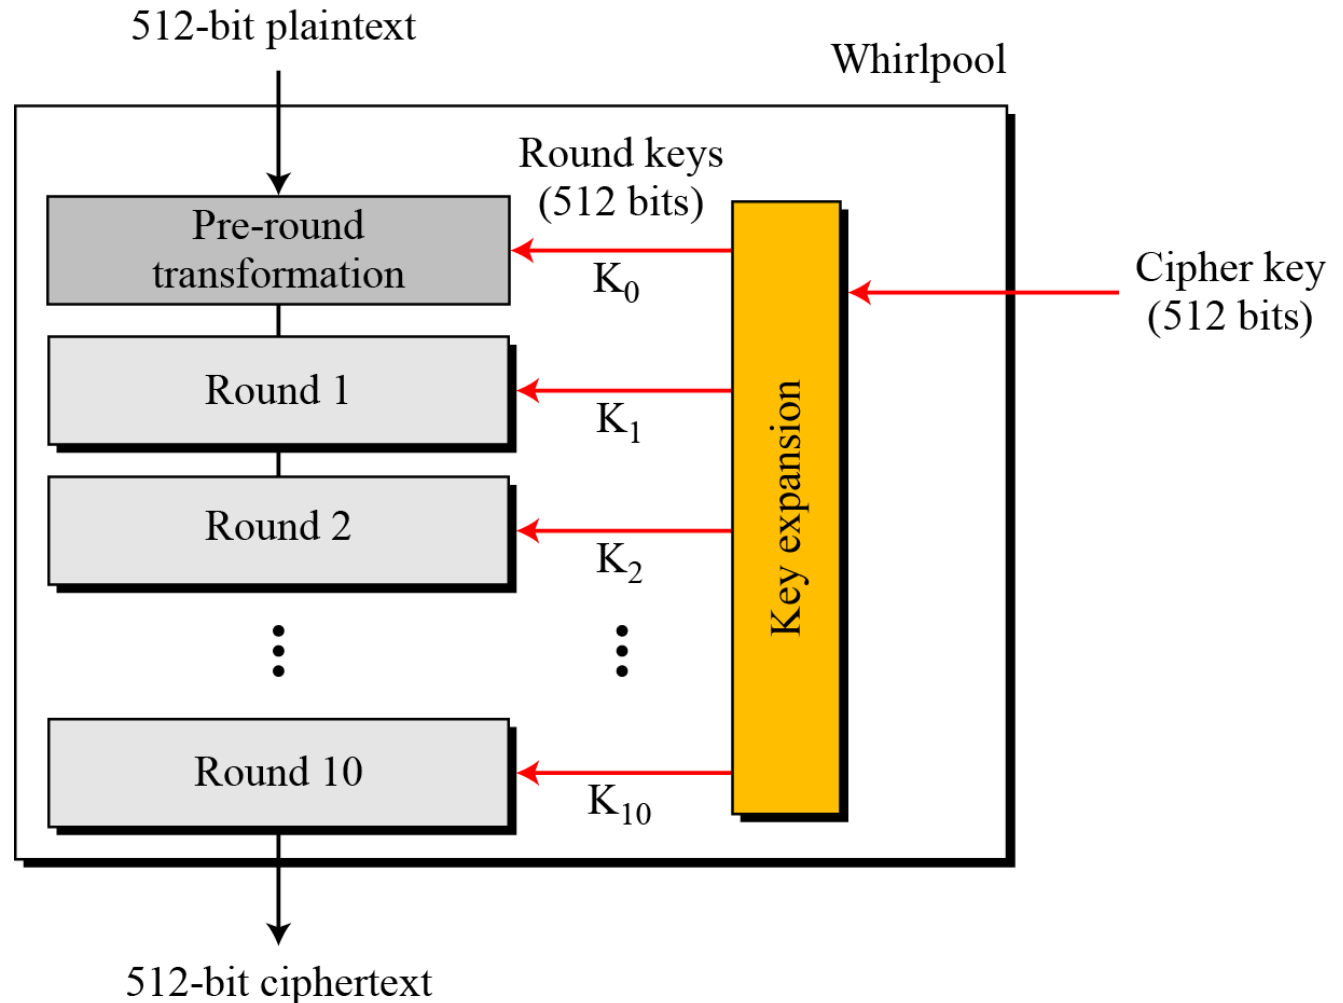 512-bit plaintext
Whirlpool
Round keys
(512 bits)
Pre-round
transformation
K₀
Cipher key
(512 bits)
Round 1
K₁
Key expansion
Round 2
K₂
Round 10
K₁₀
512-bit ciphertext